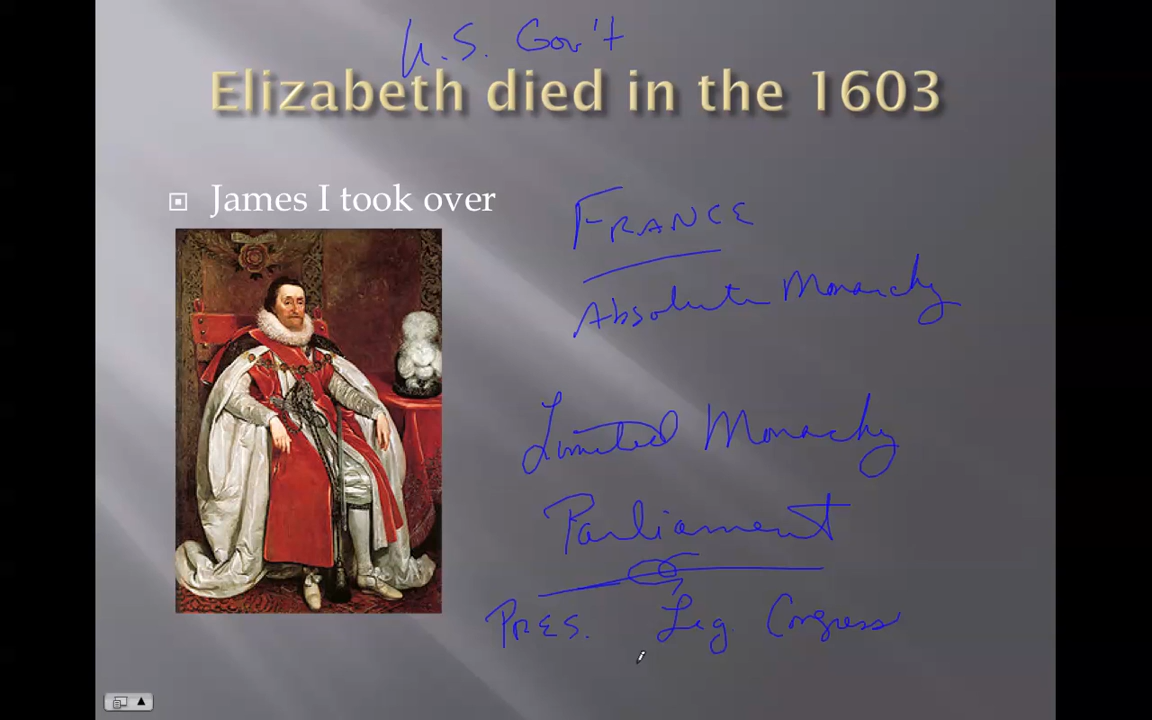 U.S. Gov't
Elizabeth died in the 1603
James I took over
FRANCE
Absolute Monarchy
Limited Monarchy
Parliament
PRES. Leg Congress